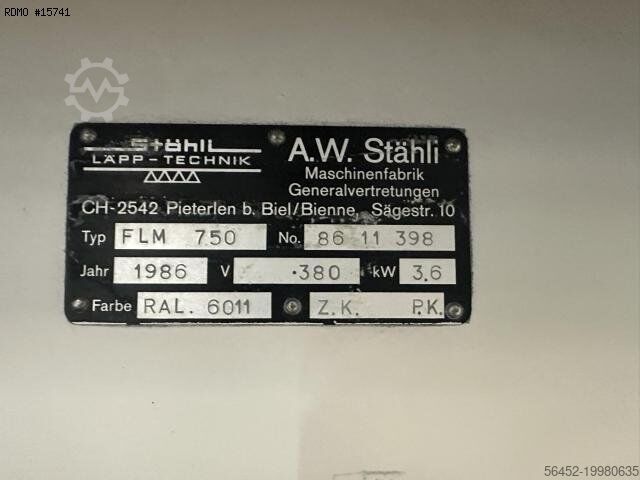 RDMO #15741
STÄHLI
LÄPP-TECHNIK
A.W. Stähli
Maschinenfabrik
Generalvertretungen
CH-2542 Pieterlen b. Biel/Bienne, Sägestr. 10
Typ FLM 750 No. 86 11 398
Jahr 1986 V .380 kW 3.6
Farbe RAL. 6011 Z.K. P.K.
56452-19980635